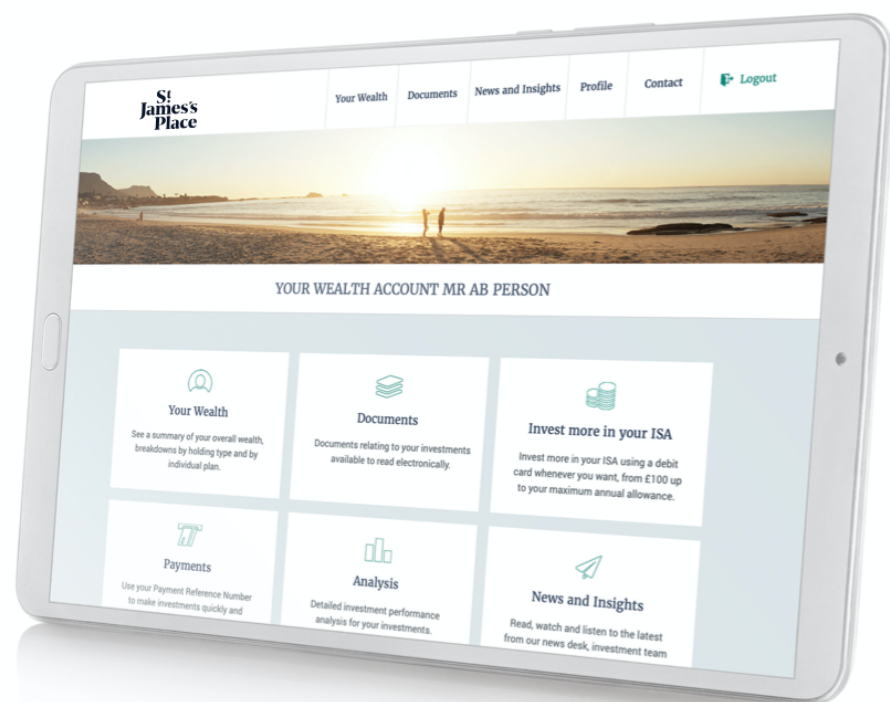 St
James's
Place
Your Wealth
Documents
News and Insights
Profile
Contact
Logout
YOUR WEALTH ACCOUNT MR AB PERSON
Your Wealth
See a summary of your overall wealth,
breakdowns by holding type and by
individual plan.
Documents
Documents relating to your investments
available to read electronically.
Invest more in your ISA
Invest more in your ISA using a debit
card whenever you want, from £100 up
to your maximum annual allowance.
Payments
Use your Payment Reference Number
to make investments quickly and
Analysis
Detailed investment performance
analysis for your investments.
News and Insights
Read, watch and listen to the latest
from our news desk, investment team